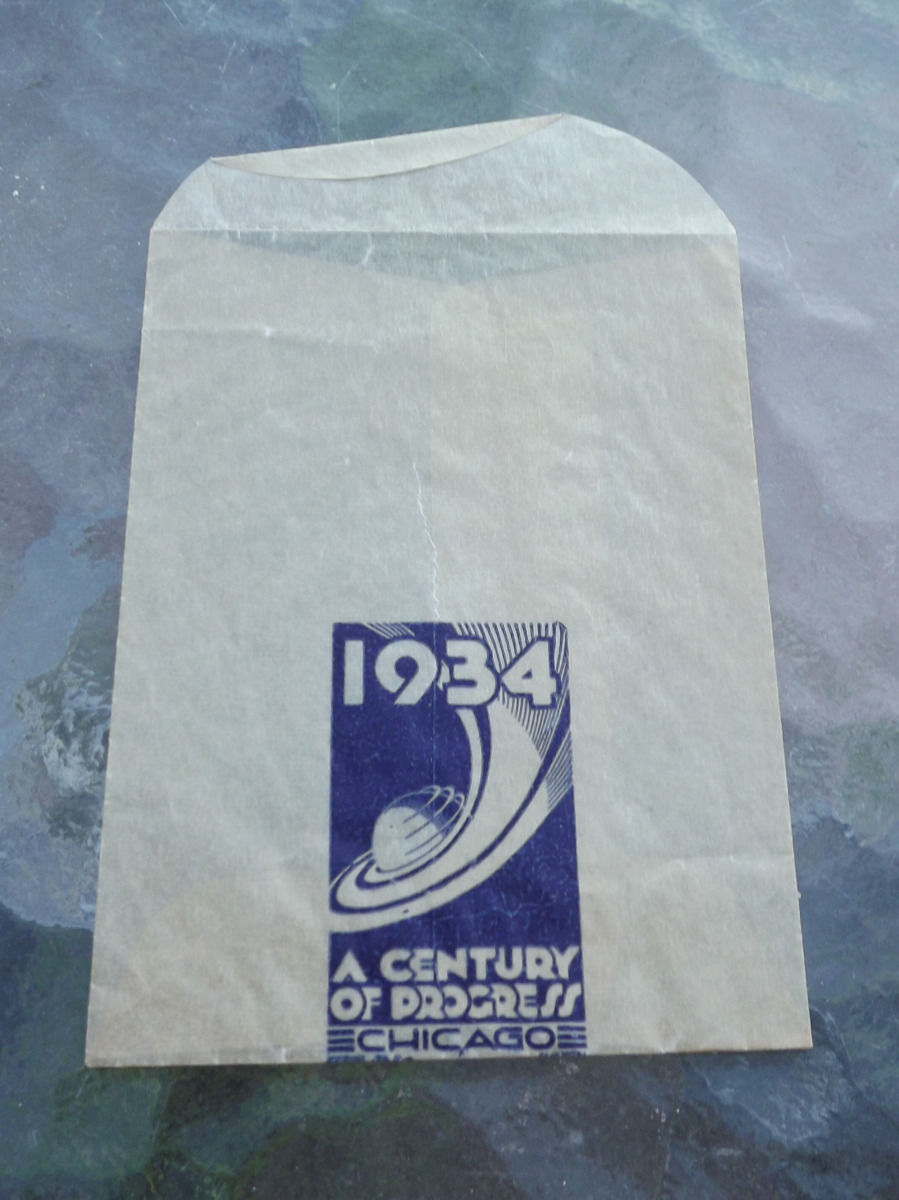 1934
A CENTURY
OF PROGRESS
CHICAGO